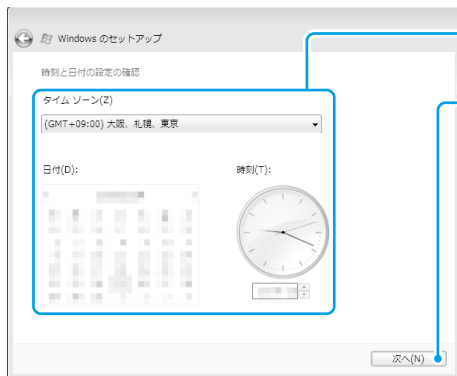 Windows のセットアップ
時刻と日付の設定の確認
タイム ゾーン(Z)
(GMT+09:00) 大阪、札幌、東京
日付(D):
時刻(T):
次へ(N)